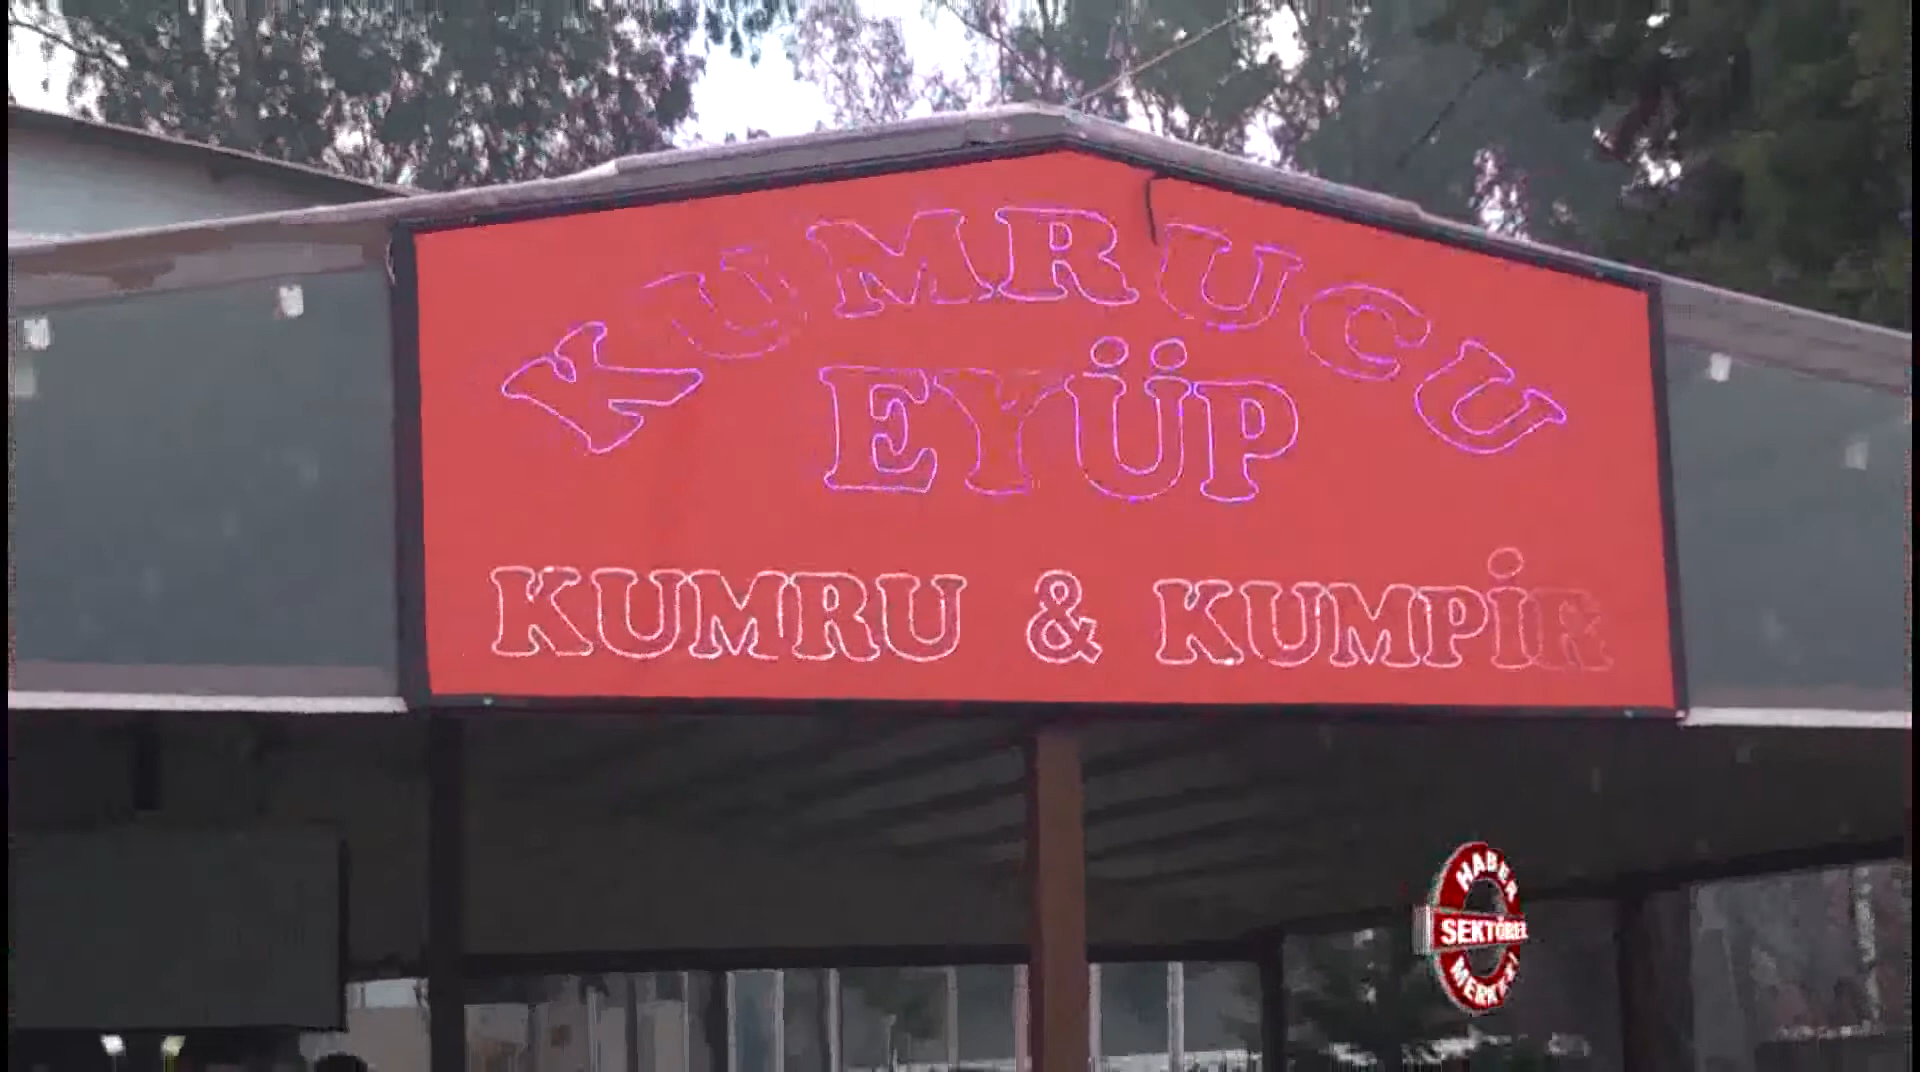 KUMRUCU
EYÜP
KUMRU & KUMPİR
HABER
SEKTÖREL
MERKEZİ